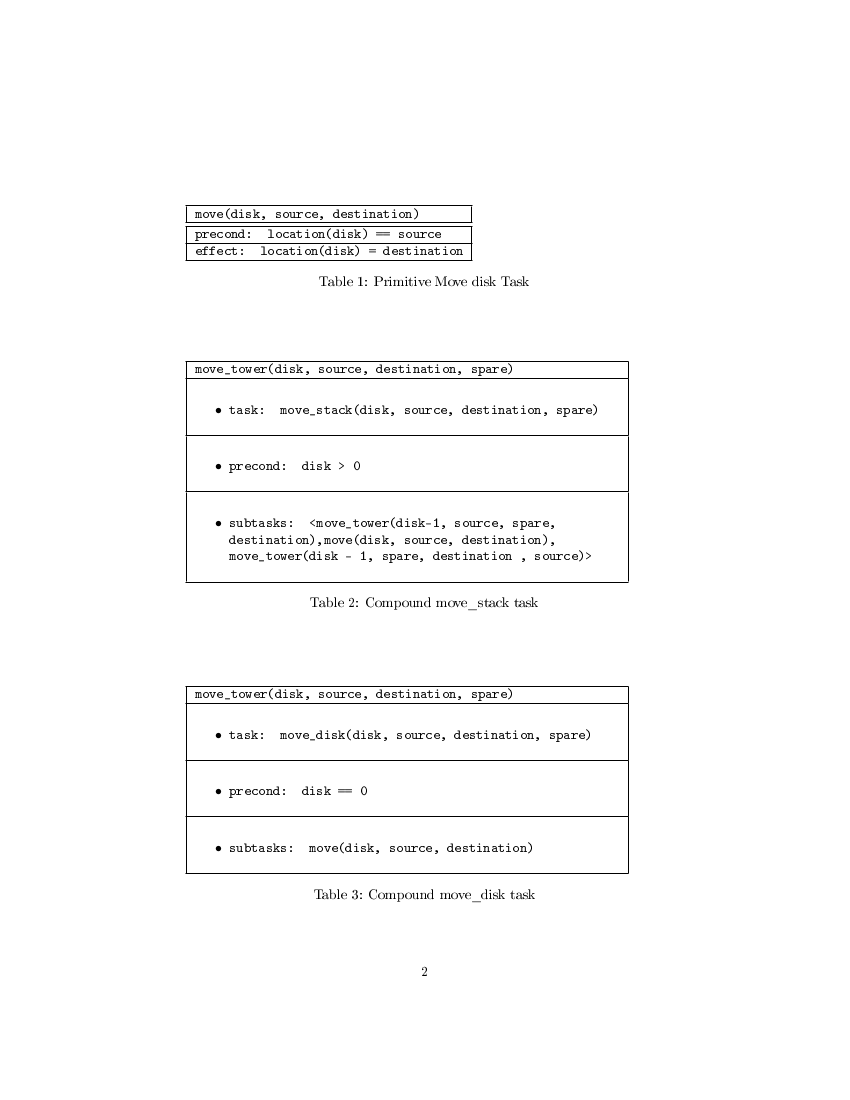 move(disk, source, destination)
precond: location(disk) == source
effect: location(disk) = destination
Table 1: Primitive Move disk Task
move_tower(disk, source, destination, spare)
• task: move_stack(disk, source, destination, spare)
• precond: disk > 0
• subtasks: <move_tower(disk-1, source, spare,
destination),move(disk, source, destination),
move_tower(disk - 1, spare, destination , source)>
Table 2: Compound move_stack task
move_tower(disk, source, destination, spare)
• task: move_disk(disk, source, destination, spare)
• precond: disk == 0
• subtasks: move(disk, source, destination)
Table 3: Compound move_disk task
2